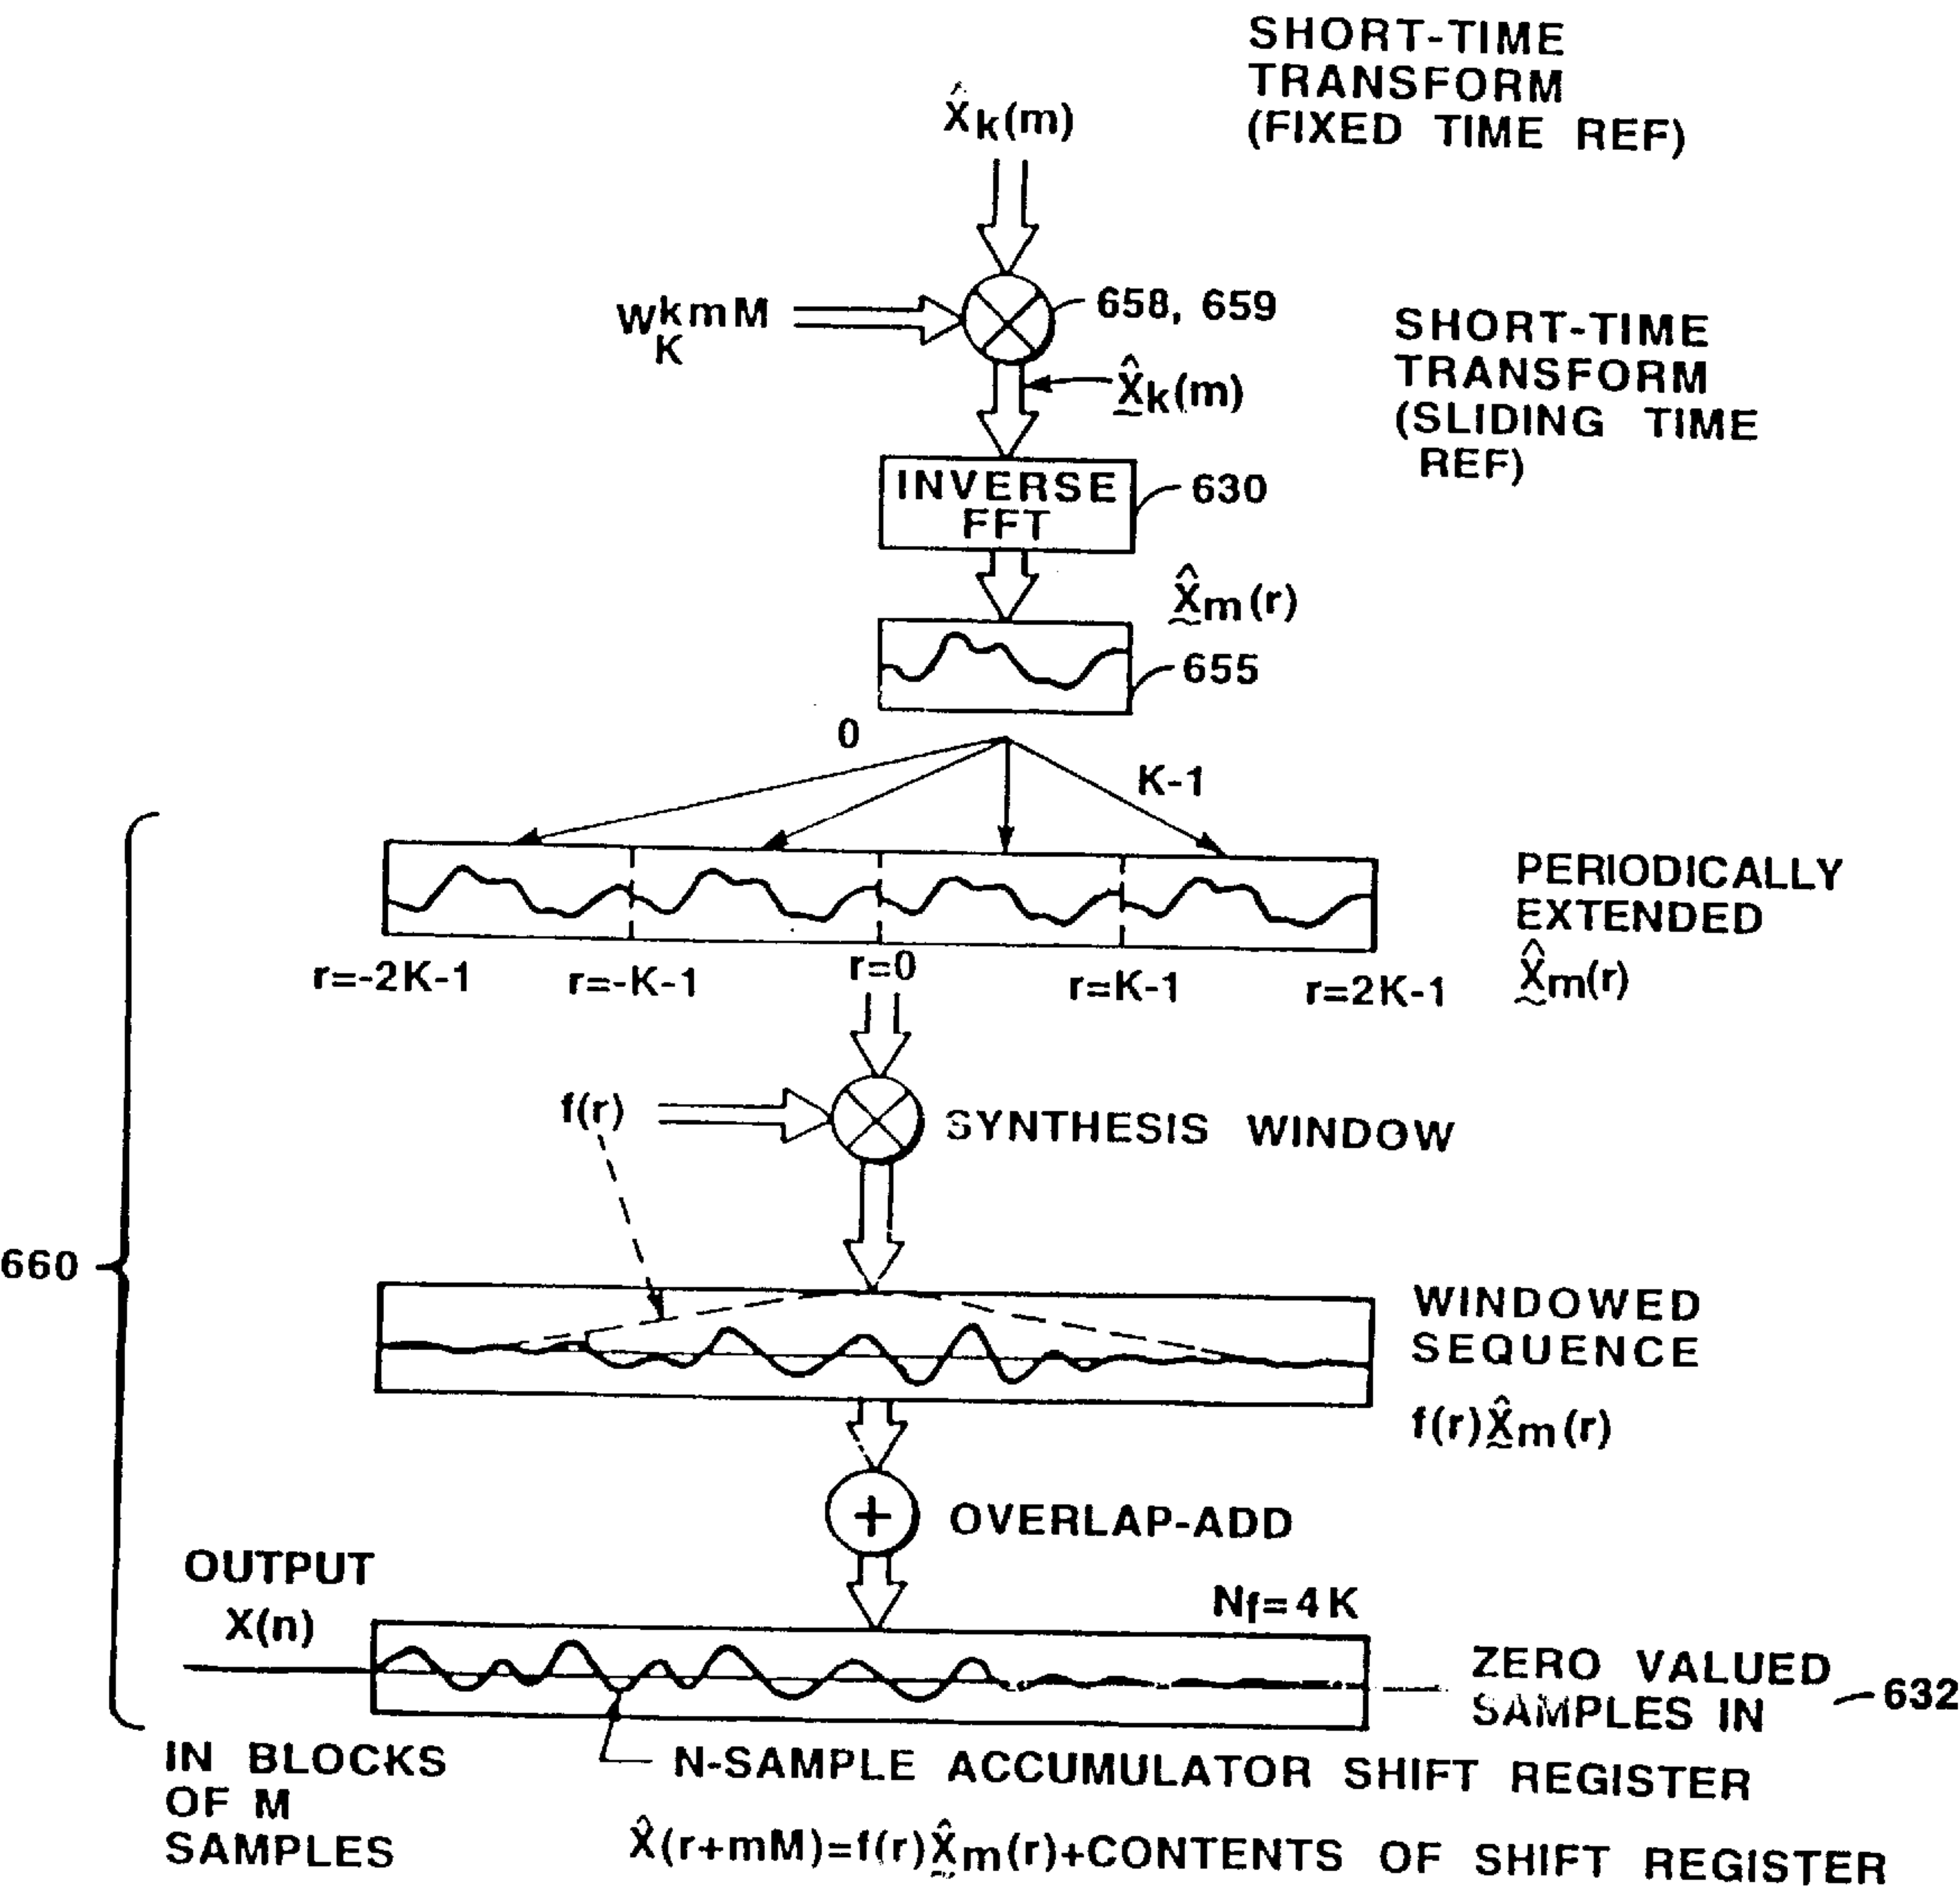 SHORT-TIME
TRANSFORM
(FIXED TIME REF)
X̂k(m)
WK^kmM
658, 659
X̰̂k(m)
SHORT-TIME
TRANSFORM
(SLIDING TIME
REF)
INVERSE
FFT
630
X̰̂m(r)
655
0
K-1
PERIODICALLY
EXTENDED
X̰̂m(r)
r=-2K-1
r=-K-1
r=0
r=K-1
r=2K-1
f(r)
SYNTHESIS WINDOW
660
WINDOWED
SEQUENCE
f(r)X̰̂m(r)
+
OVERLAP-ADD
OUTPUT
X(n)
Nf=4K
ZERO VALUED
SAMPLES IN
632
IN BLOCKS
OF M
SAMPLES
N-SAMPLE ACCUMULATOR SHIFT REGISTER
X̂(r+mM)=f(r)X̰̂m(r)+CONTENTS OF SHIFT REGISTER